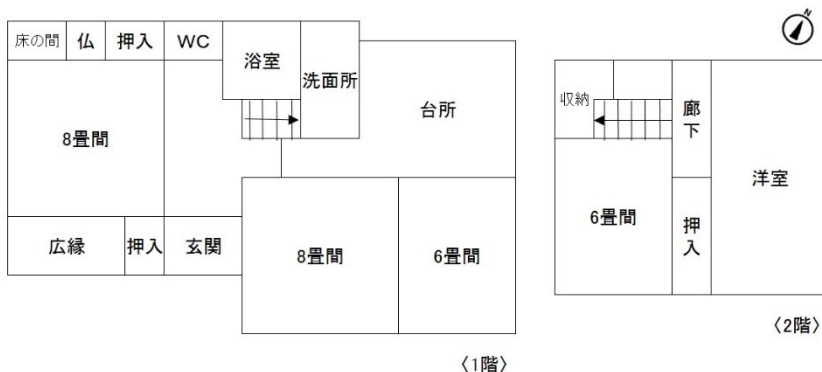 N
床の間
仏
押入
WC
浴室
洗面所
台所
8畳間
広縁
押入
玄関
8畳間
6畳間
〈1階〉
収納
廊下
洋室
6畳間
押入
〈2階〉